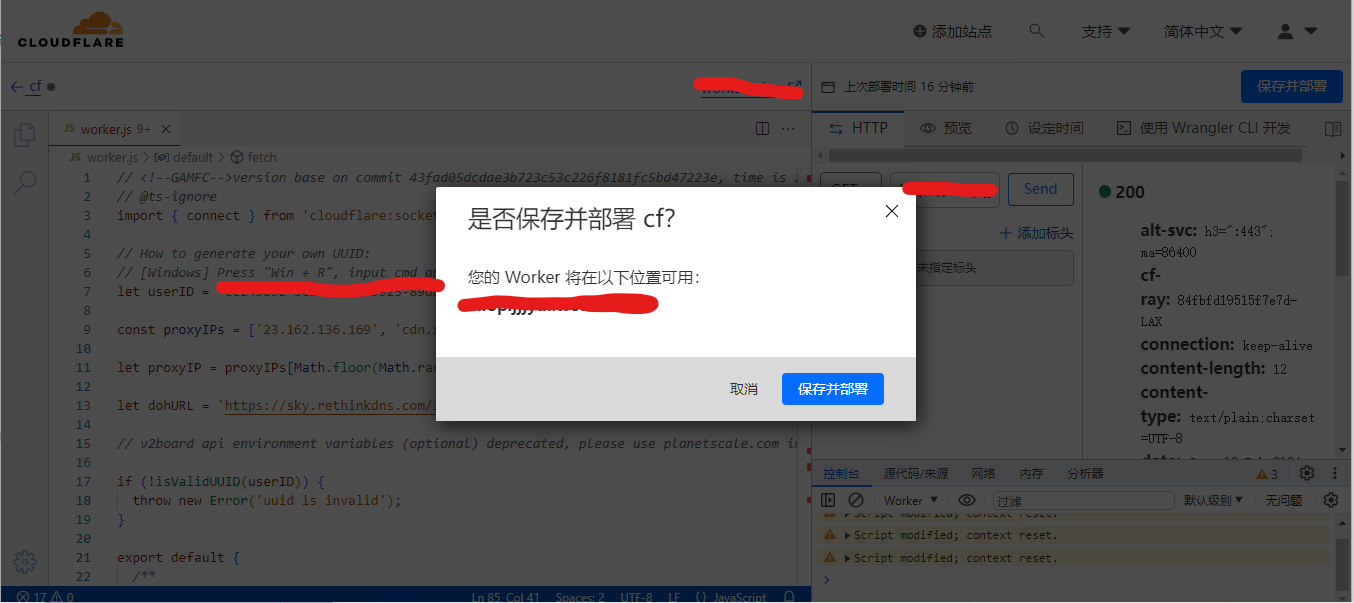 CLOUDFLARE
添加站点
支持
简体中文
cf
上次部署时间 16 分钟前
保存并部署
JS worker.js 9+
HTTP
预览
设定时间
使用 Wrangler CLI 开发
JS worker.js > default > fetch
1 // <!--GAMFC-->version base on commit 43fad05dcdae3b723c53c226f8181fc5bd47223e, time is
2 // @ts-ignore
3 import { connect } from 'cloudflare:socket
4
5 // How to generate your own UUID:
6 // [Windows] Press "Win + R", input cmd
7 let userID =
8
9 const proxyIPs = ['23.162.136.169', 'cdn.
10
11 let proxyIP = proxyIPs[Math.floor(Math.ra
12
13 let dohURL = 'https://sky.rethinkdns.com/
14
15 // v2board api environment variables (optional) deprecated, please use planetscale.com i
16
17 if (!isValidUUID(userID)) {
18 throw new Error('uuid is invalid');
19 }
20
21 export default {
22 /**
是否保存并部署 cf?
您的 Worker 将在以下位置可用：
取消
保存并部署
Send
添加标头
未指定标头
200
alt-svc: h3=":443";
ma=86400
cf-
ray: 84fbfd19515f7e7d-
LAX
connection: keep-alive
content-length: 12
content-
type: text/plain;charset
=UTF-8
控制台
源代码/来源
网络
内存
分析器
3
Worker
过滤
默认级别
无问题
Script modified; context reset.
Script modified; context reset.
Script modified; context reset.
17 0
Ln 85, Col 41
Spaces: 2
UTF-8
LF
{} JavaScript